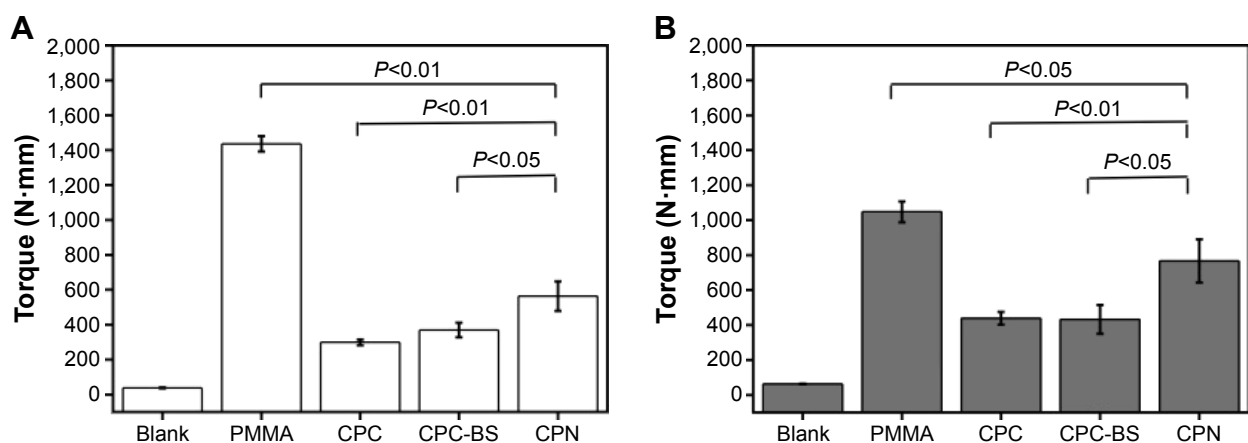 A
Torque (N·mm)
2,000
1,800
1,600
1,400
1,200
1,000
800
600
400
200
0
P<0.01
P<0.01
P<0.05
Blank PMMA CPC CPC-BS CPN
B
Torque (N·mm)
2,000
1,800
1,600
1,400
1,200
1,000
800
600
400
200
0
P<0.05
P<0.01
P<0.05
Blank PMMA CPC CPC-BS CPN